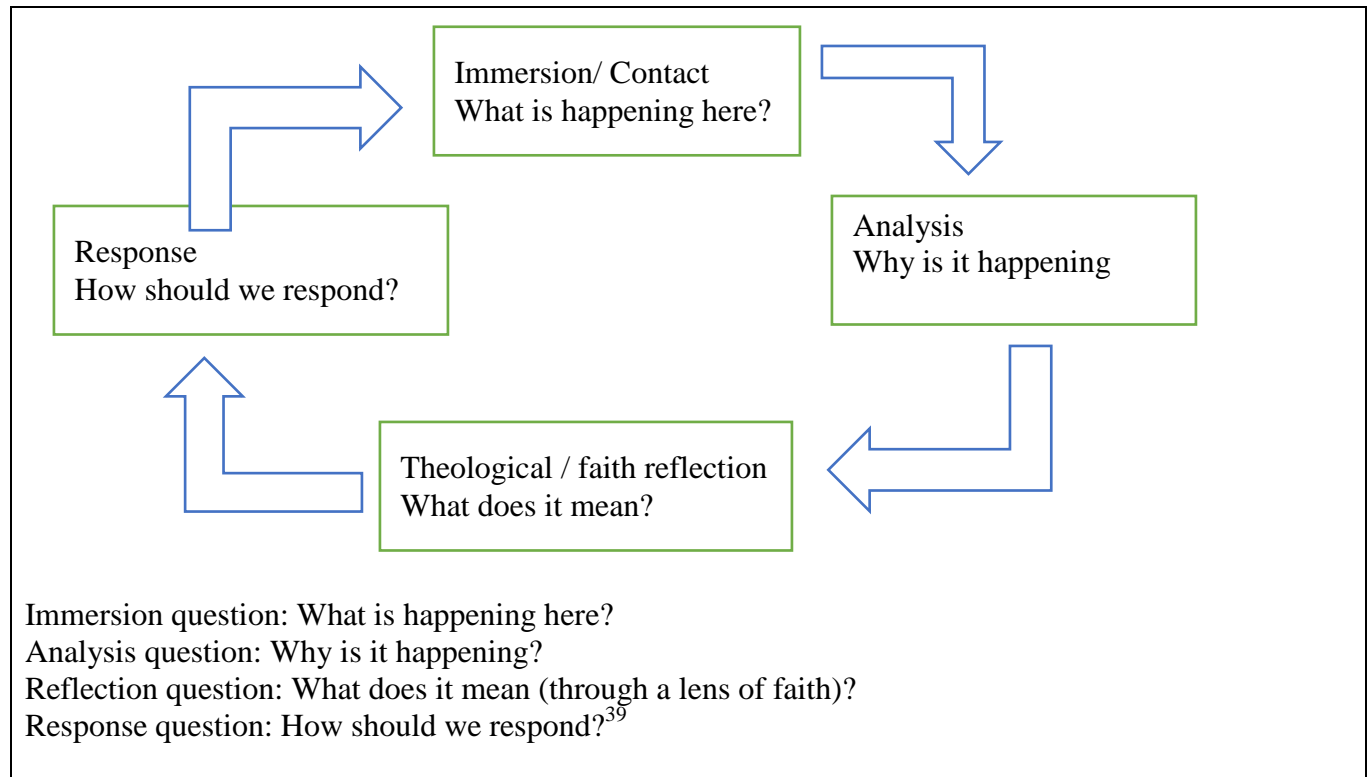 Immersion/ Contact
What is happening here?
Analysis
Why is it happening
Response
How should we respond?
Theological / faith reflection
What does it mean?
Immersion question: What is happening here?
Analysis question: Why is it happening?
Reflection question: What does it mean (through a lens of faith)?
Response question: How should we respond?39